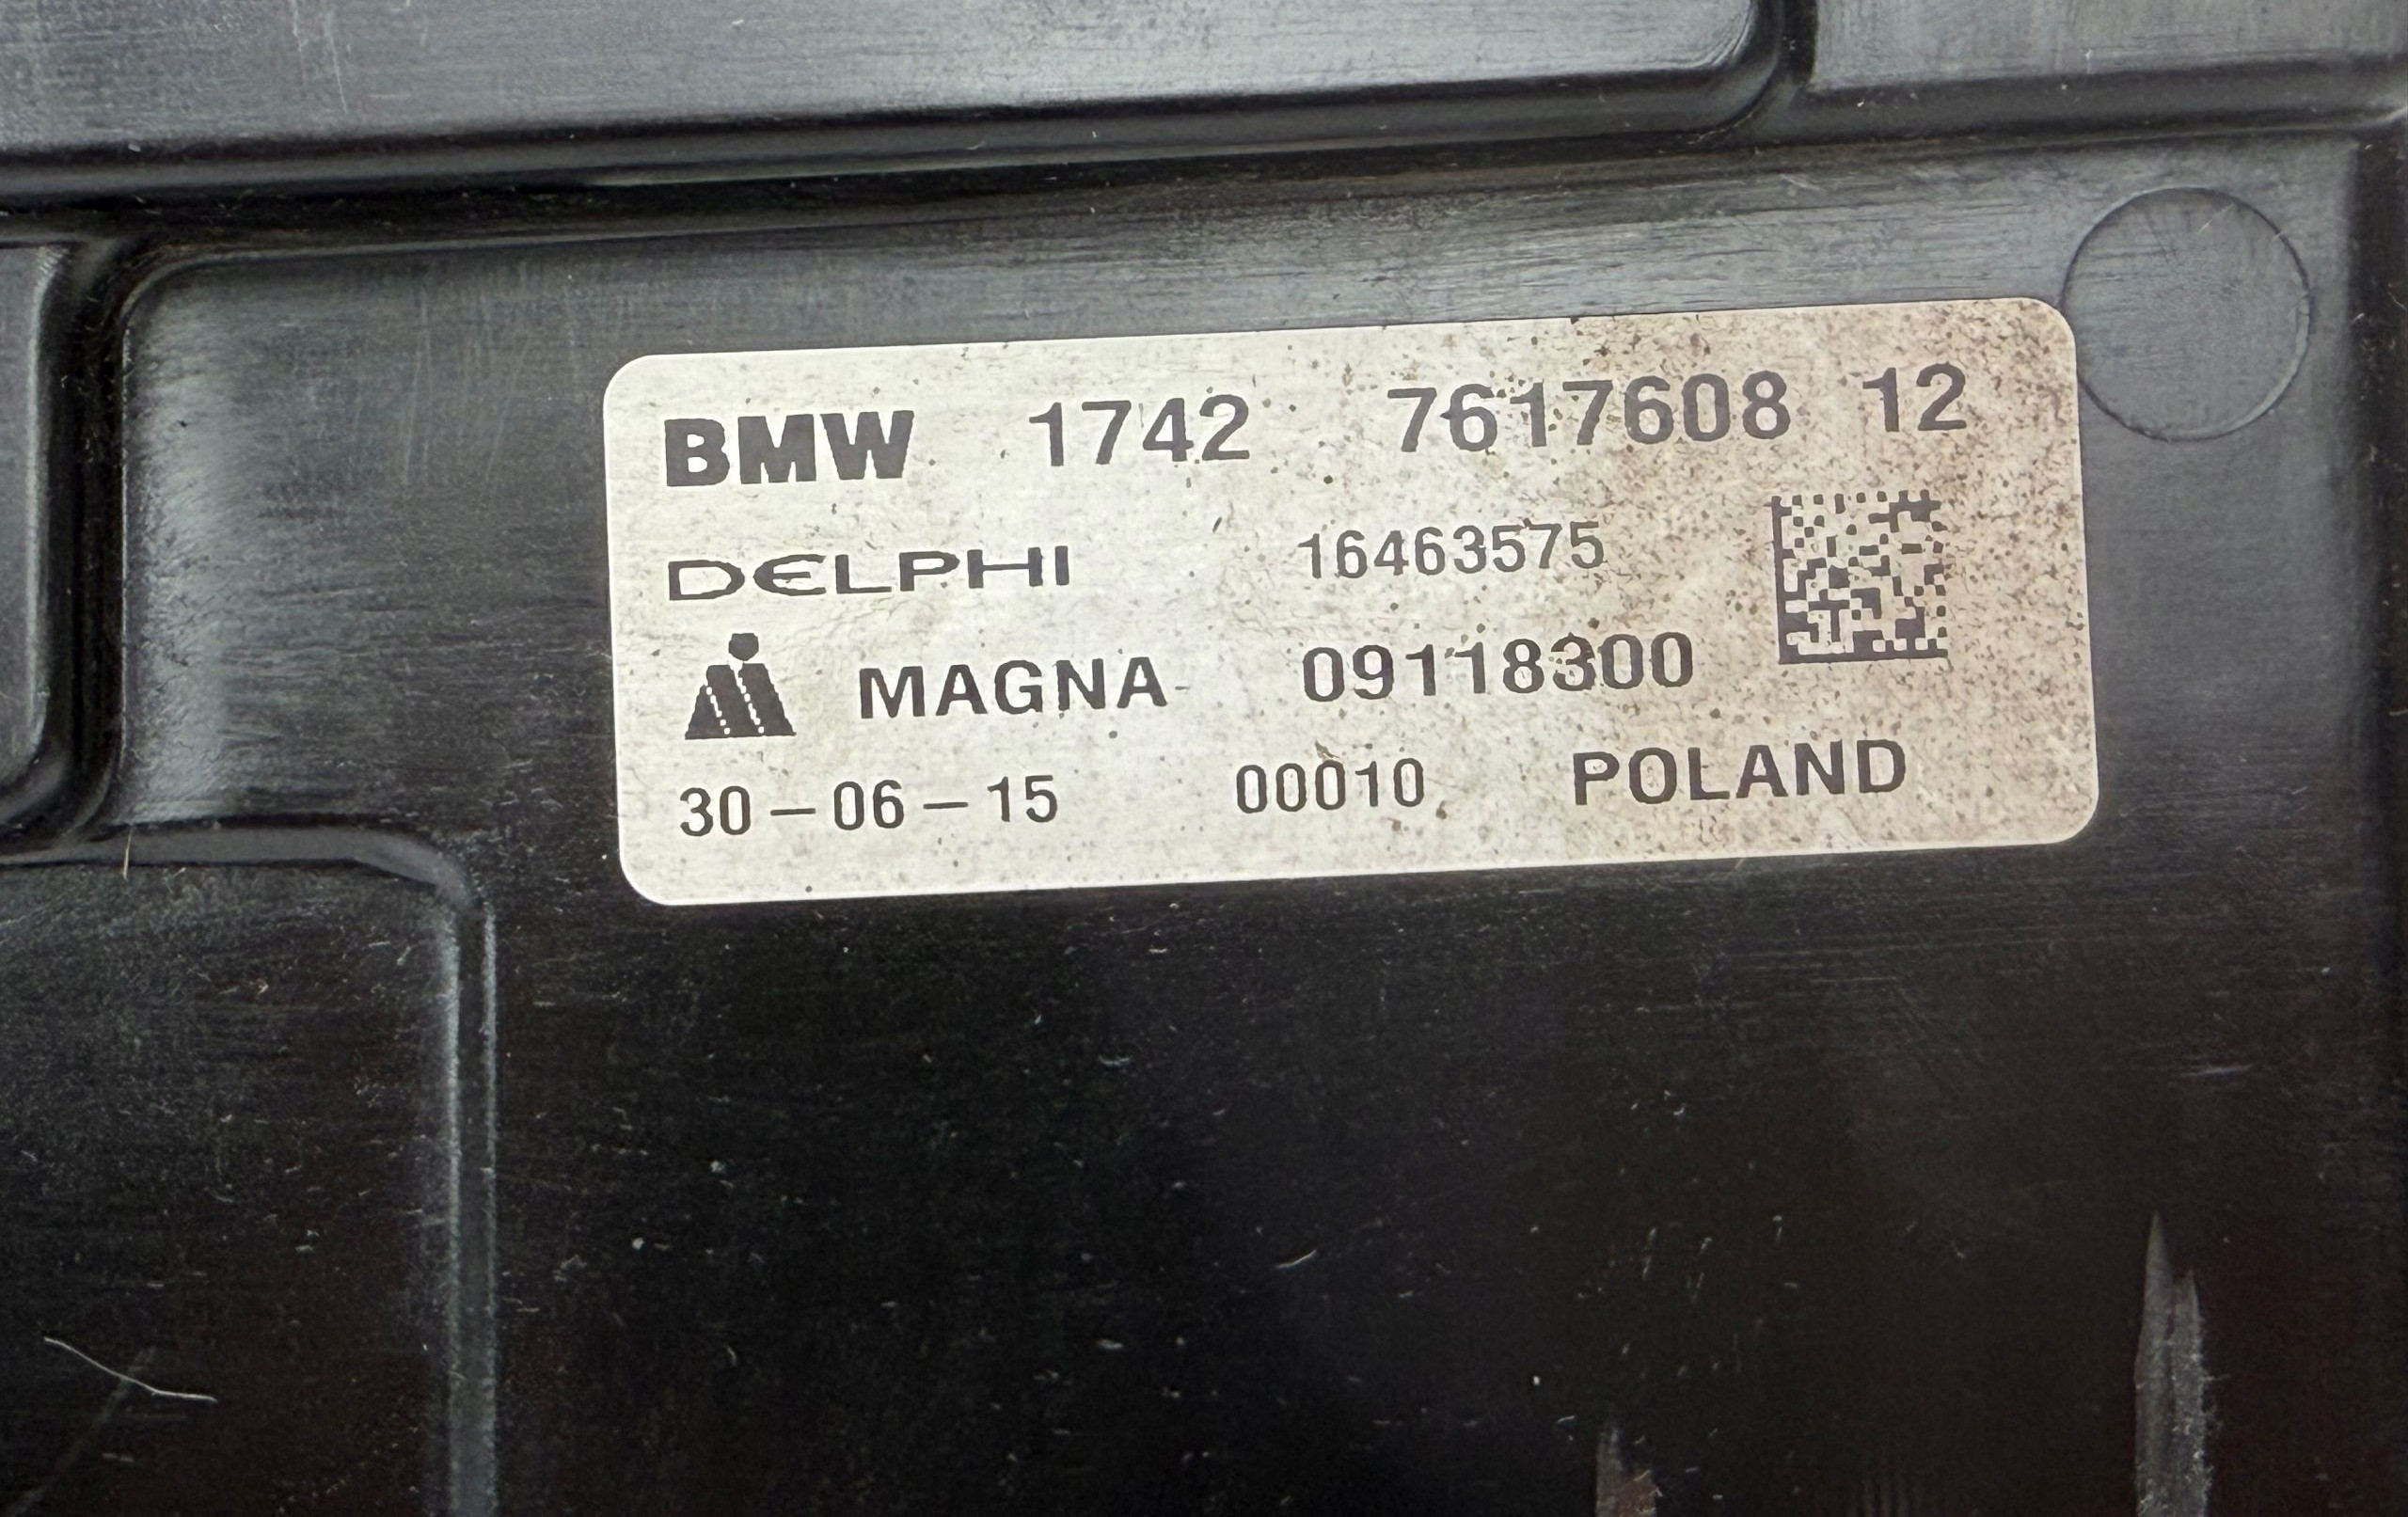 BMW 1742 7617608 12
DELPHI 16463575
MAGNA 09118300
30-06-15 00010 POLAND